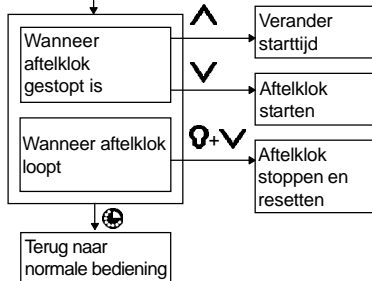 Wanneer
aftelklok
gestopt is
Verander
starttijd
Aftelklok
starten
Wanneer aftelklok
loopt
+
Aftelklok
stoppen en
resetten
Terug naar
normale bediening